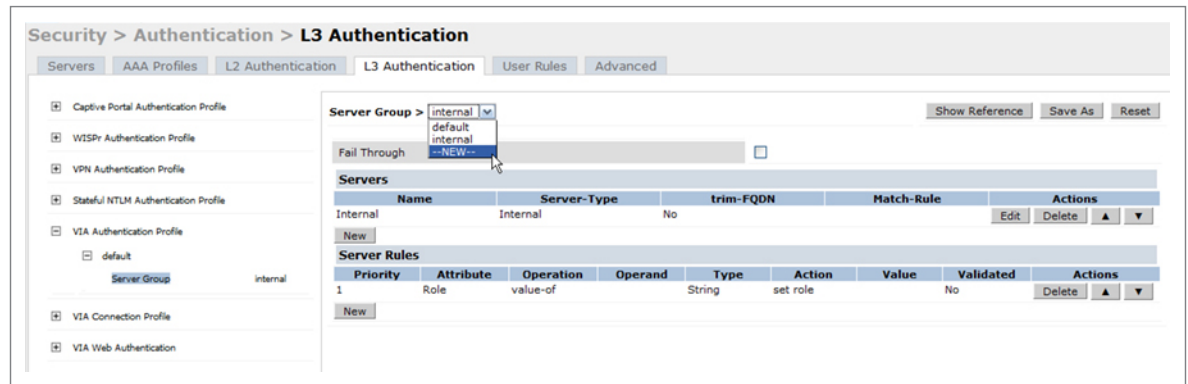 Security > Authentication > L3 Authentication
Servers AAA Profiles L2 Authentication L3 Authentication User Rules Advanced
Captive Portal Authentication Profile
WISPr Authentication Profile
VPN Authentication Profile
Stateful NTLM Authentication Profile
VIA Authentication Profile
default
Server Group internal
VIA Connection Profile
VIA Web Authentication
Server Group > internal Show Reference Save As Reset
default
internal
--NEW--
Fail Through
Servers
Name Server-Type trim-FQDN Match-Rule Actions
Internal Internal No Edit Delete ▲ ▼
New
Server Rules
Priority Attribute Operation Operand Type Action Value Validated Actions
1 Role value-of String set role No Delete ▲ ▼
New